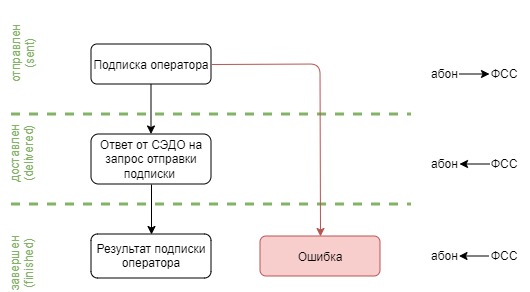 отправлен
(sent)
Подписка оператора
абон
ФСС
доставлен
(delivered)
Ответ от СЭДО на
запрос отправки
подписки
абон
ФСС
завершен
(finished)
Результат подписки
оператора
Ошибка
абон
ФСС